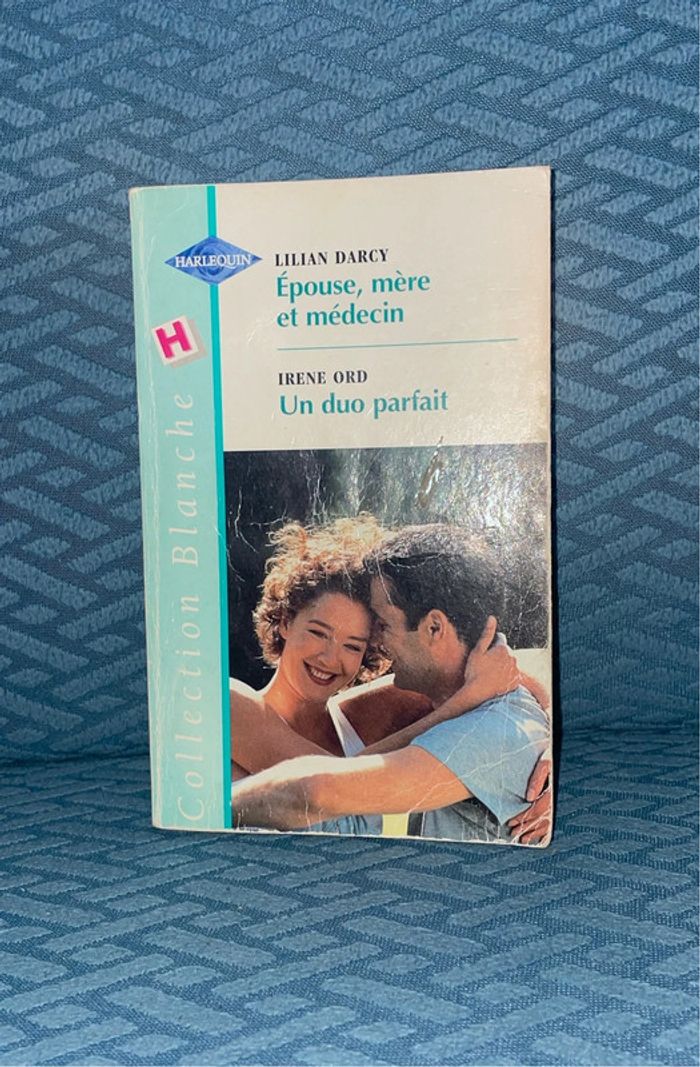 HARLEQUIN
LILIAN DARCY
Épouse, mère
et médecin
H
IRENE ORD
Un duo parfait
Collection Blanche